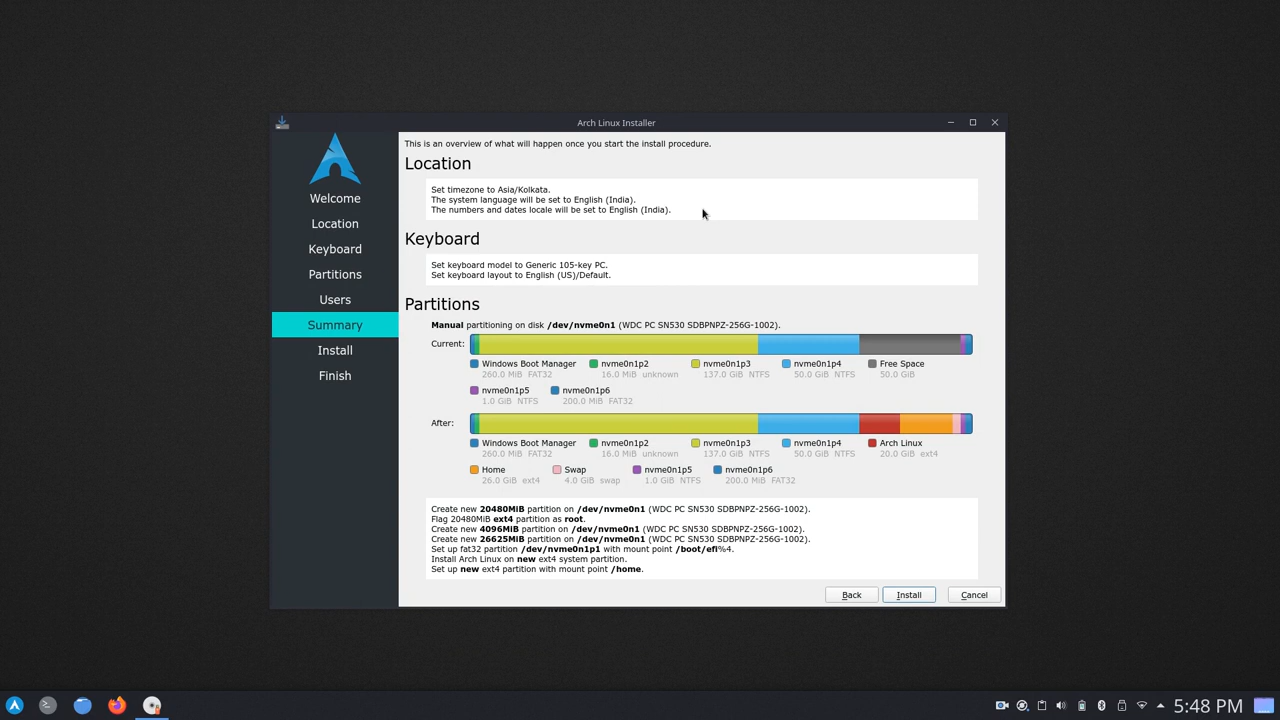 Arch Linux Installer
Welcome
Location
Keyboard
Partitions
Users
Summary
Install
Finish
This is an overview of what will happen once you start the install procedure.
Location
Set timezone to Asia/Kolkata.
The system language will be set to English (India).
The numbers and dates locale will be set to English (India).
Keyboard
Set keyboard model to Generic 105-key PC.
Set keyboard layout to English (US)/Default.
Partitions
Manual partitioning on disk /dev/nvme0n1 (WDC PC SN530 SDBPNPZ-256G-1002).
Current:
Windows Boot Manager nvme0n1p2 nvme0n1p3 nvme0n1p4 Free Space
260.0 MiB FAT32 16.0 MiB unknown 137.0 GiB NTFS 50.0 GiB NTFS 50.0 GiB
nvme0n1p5 nvme0n1p6
1.0 GiB NTFS 200.0 MiB FAT32
After:
Windows Boot Manager nvme0n1p2 nvme0n1p3 nvme0n1p4 Arch Linux
260.0 MiB FAT32 16.0 MiB unknown 137.0 GiB NTFS 50.0 GiB NTFS 20.0 GiB ext4
Home Swap nvme0n1p5 nvme0n1p6
26.0 GiB ext4 4.0 GiB swap 1.0 GiB NTFS 200.0 MiB FAT32
Create new 20480MiB partition on /dev/nvme0n1 (WDC PC SN530 SDBPNPZ-256G-1002).
Flag 20480MiB ext4 partition as root.
Create new 4096MiB partition on /dev/nvme0n1 (WDC PC SN530 SDBPNPZ-256G-1002).
Create new 26625MiB partition on /dev/nvme0n1 (WDC PC SN530 SDBPNPZ-256G-1002).
Set up fat32 partition /dev/nvme0n1p1 with mount point /boot/efi%4.
Install Arch Linux on new ext4 system partition.
Set up new ext4 partition with mount point /home.
Back Install Cancel
5:48 PM